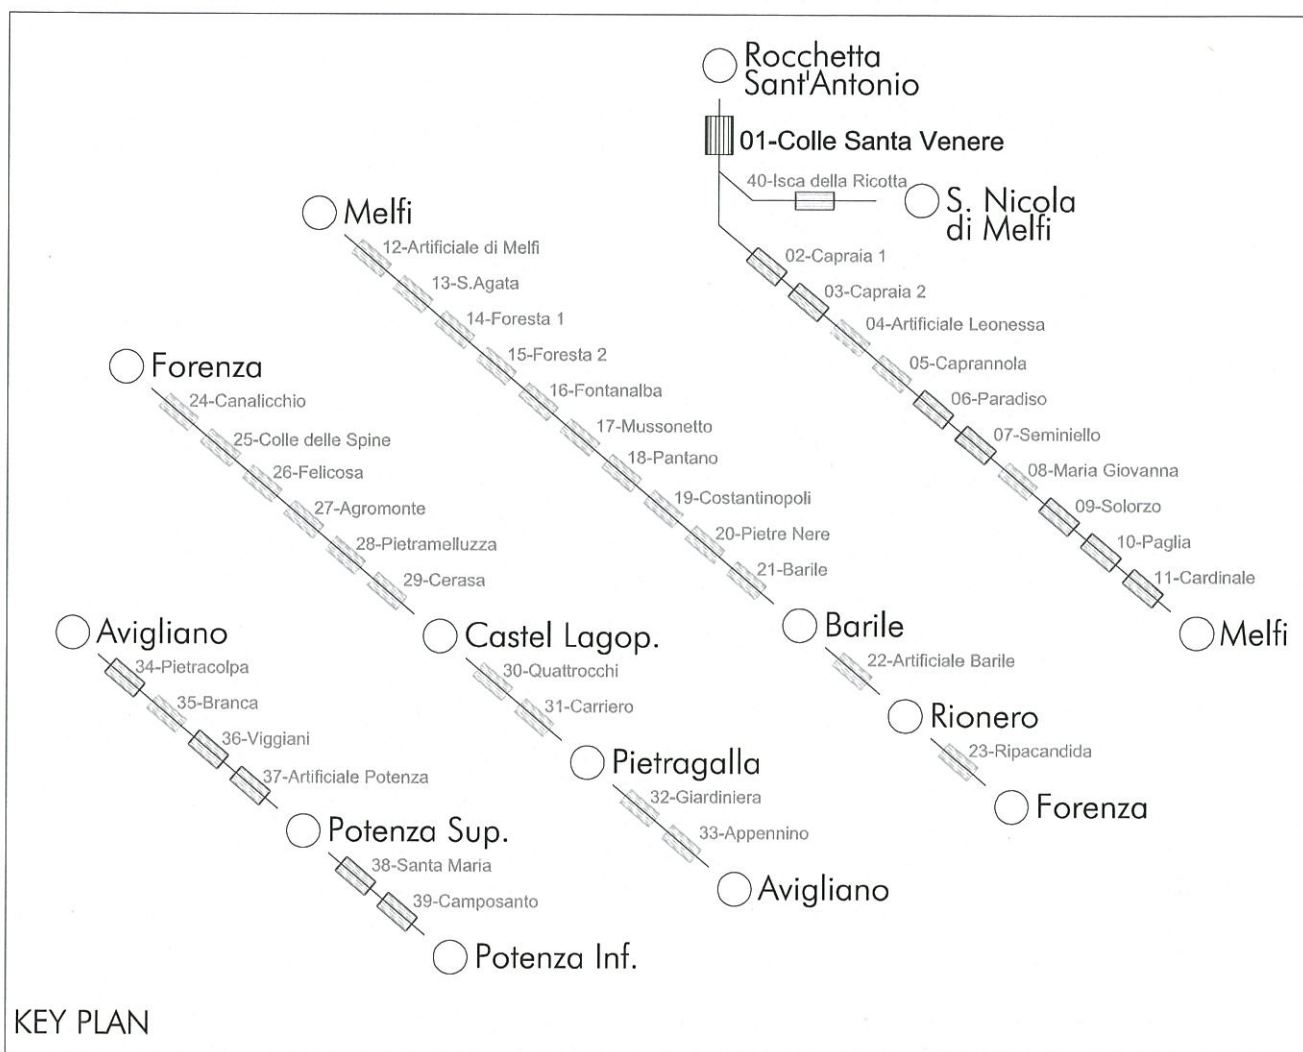 Rocchetta
Sant'Antonio
01-Colle Santa Venere
40-Isca della Ricotta
S. Nicola
di Melfi
02-Capraia 1
03-Capraia 2
04-Artificiale Leonessa
05-Caprannola
06-Paradiso
07-Seminiello
08-Maria Giovanna
09-Solorzo
10-Paglia
11-Cardinale
Melfi
Melfi
12-Artificiale di Melfi
13-S.Agata
14-Foresta 1
15-Foresta 2
16-Fontanalba
17-Mussonetto
18-Pantano
19-Costantinopoli
20-Pietre Nere
21-Barile
Barile
22-Artificiale Barile
Rionero
23-Ripacandida
Forenza
Forenza
24-Canalicchio
25-Colle delle Spine
26-Felicosa
27-Agromonte
28-Pietramelluzza
29-Cerasa
Castel Lagop.
30-Quattrocchi
31-Carriero
Pietragalla
32-Giardiniera
33-Appennino
Avigliano
Avigliano
34-Pietracolpa
35-Branca
36-Viggiani
37-Artificiale Potenza
Potenza Sup.
38-Santa Maria
39-Camposanto
Potenza Inf.
KEY PLAN